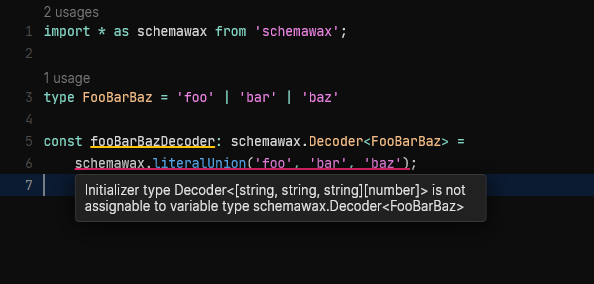 2 usages
1 import * as schemawax from 'schemawax';
2
1 usage
3 type FooBarBaz = 'foo' | 'bar' | 'baz'
4
5 const fooBarBazDecoder: schemawax.Decoder<FooBarBaz> =
6 schemawax.literalUnion('foo', 'bar', 'baz');
7
Initializer type Decoder<[string, string, string][number]> is not
assignable to variable type schemawax.Decoder<FooBarBaz>